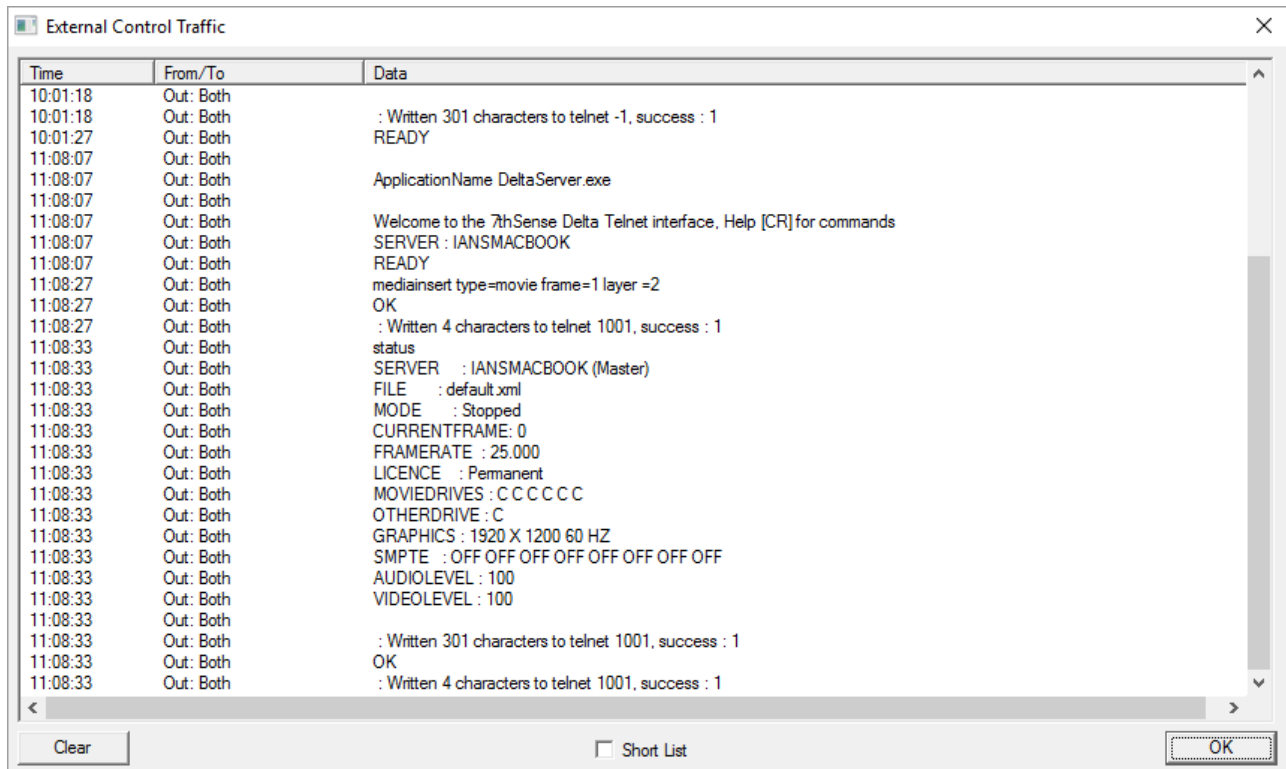 External Control Traffic
Time From/To Data
10:01:18 Out: Both
10:01:18 Out: Both : Written 301 characters to telnet -1, success : 1
10:01:27 Out: Both READY
11:08:07 Out: Both
11:08:07 Out: Both ApplicationName DeltaServer.exe
11:08:07 Out: Both
11:08:07 Out: Both Welcome to the 7thSense Delta Telnet interface, Help [CR] for commands
11:08:07 Out: Both SERVER : IANSMACBOOK
11:08:07 Out: Both READY
11:08:27 Out: Both mediainsert type=movie frame=1 layer =2
11:08:27 Out: Both OK
11:08:27 Out: Both : Written 4 characters to telnet 1001, success : 1
11:08:33 Out: Both status
11:08:33 Out: Both SERVER : IANSMACBOOK (Master)
11:08:33 Out: Both FILE : default.xml
11:08:33 Out: Both MODE : Stopped
11:08:33 Out: Both CURRENTFRAME: 0
11:08:33 Out: Both FRAMERATE : 25.000
11:08:33 Out: Both LICENCE : Permanent
11:08:33 Out: Both MOVIEDRIVES : C C C C C C
11:08:33 Out: Both OTHERDRIVE : C
11:08:33 Out: Both GRAPHICS : 1920 X 1200 60 HZ
11:08:33 Out: Both SMPTE : OFF OFF OFF OFF OFF OFF OFF OFF
11:08:33 Out: Both AUDIOLEVEL : 100
11:08:33 Out: Both VIDEOLEVEL : 100
11:08:33 Out: Both
11:08:33 Out: Both : Written 301 characters to telnet 1001, success : 1
11:08:33 Out: Both OK
11:08:33 Out: Both : Written 4 characters to telnet 1001, success : 1
Clear Short List OK